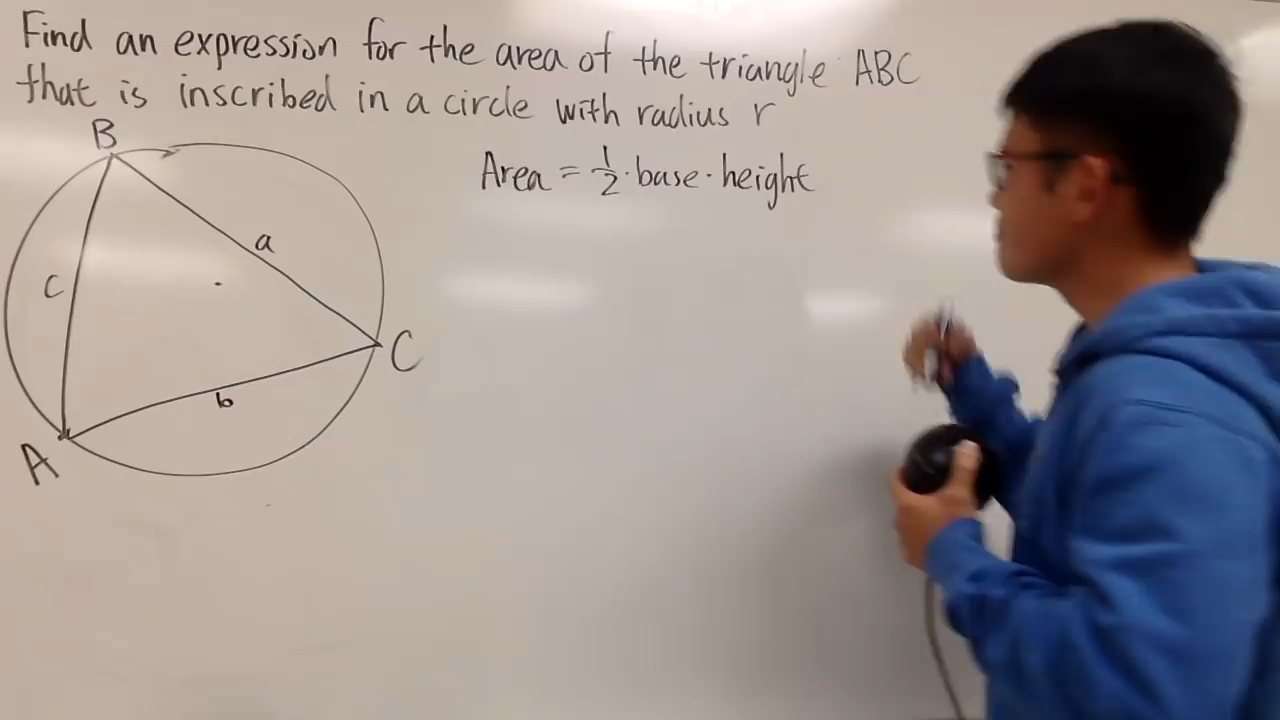 Find an expression for the area of the triangle ABC
that is inscribed in a circle with radius r
B
Area = 1/2 · base · height
a
c
C
b
A